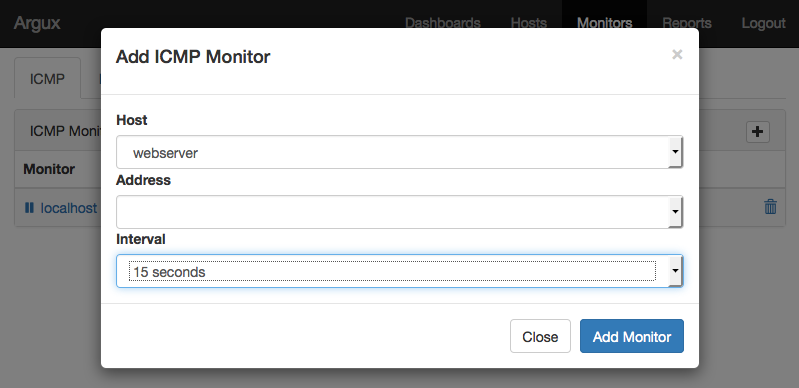 Argux Dashboards Hosts Monitors Reports Logout
Add ICMP Monitor ×
ICMP
Host
ICMP Moni
webserver
Monitor
Address
localhost
Interval
15 seconds
Close Add Monitor